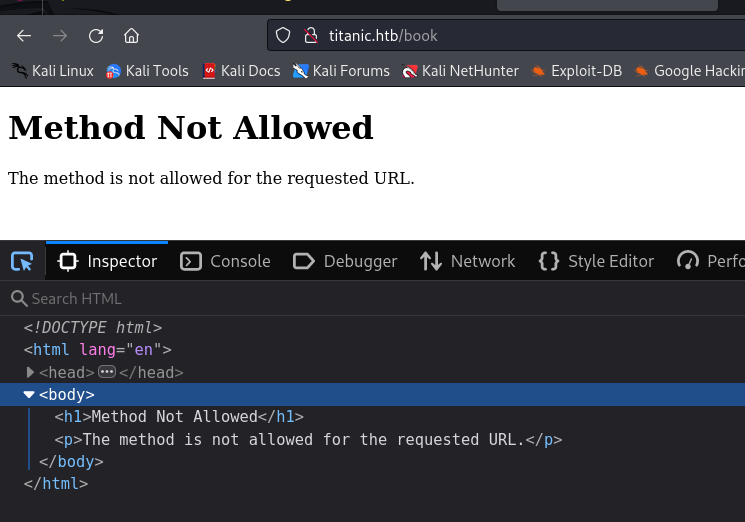 titanic.htb/book
Kali Linux Kali Tools Kali Docs Kali Forums Kali NetHunter Exploit-DB Google
Method Not Allowed
The method is not allowed for the requested URL.
Inspector Console Debugger Network Style Editor
Search HTML
<!DOCTYPE html>
<html lang="en">
<head> ••• </head>
<body>
<h1>Method Not Allowed</h1>
<p>The method is not allowed for the requested URL.</p>
</body>
</html>